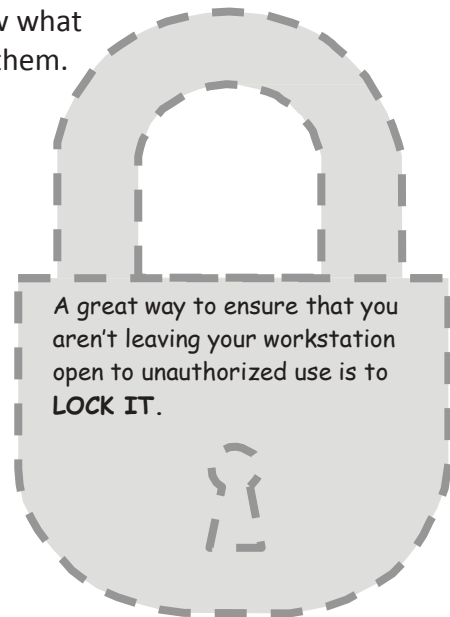 what
them.
A great way to ensure that you
aren't leaving your workstation
open to unauthorized use is to
LOCK IT.